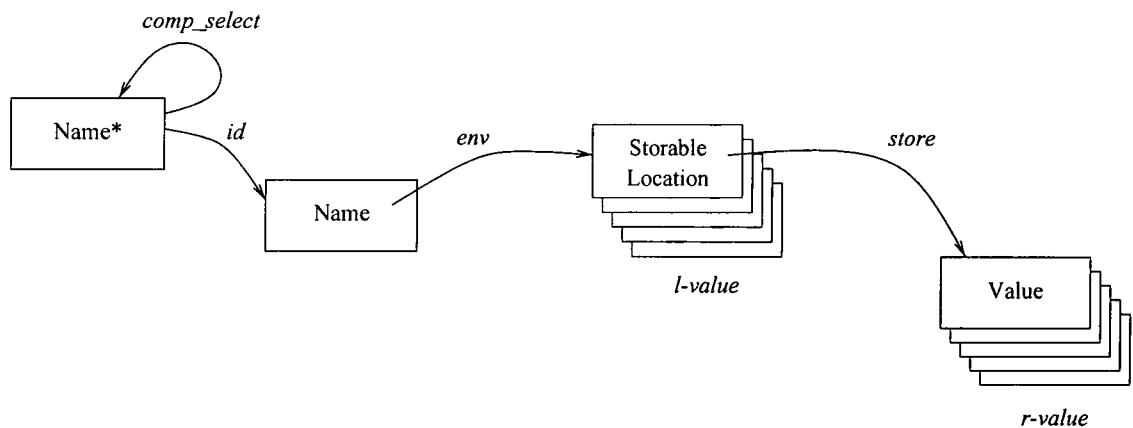 comp_select
Name*
id
Name
env
Storable
Location
l-value
store
Value
r-value